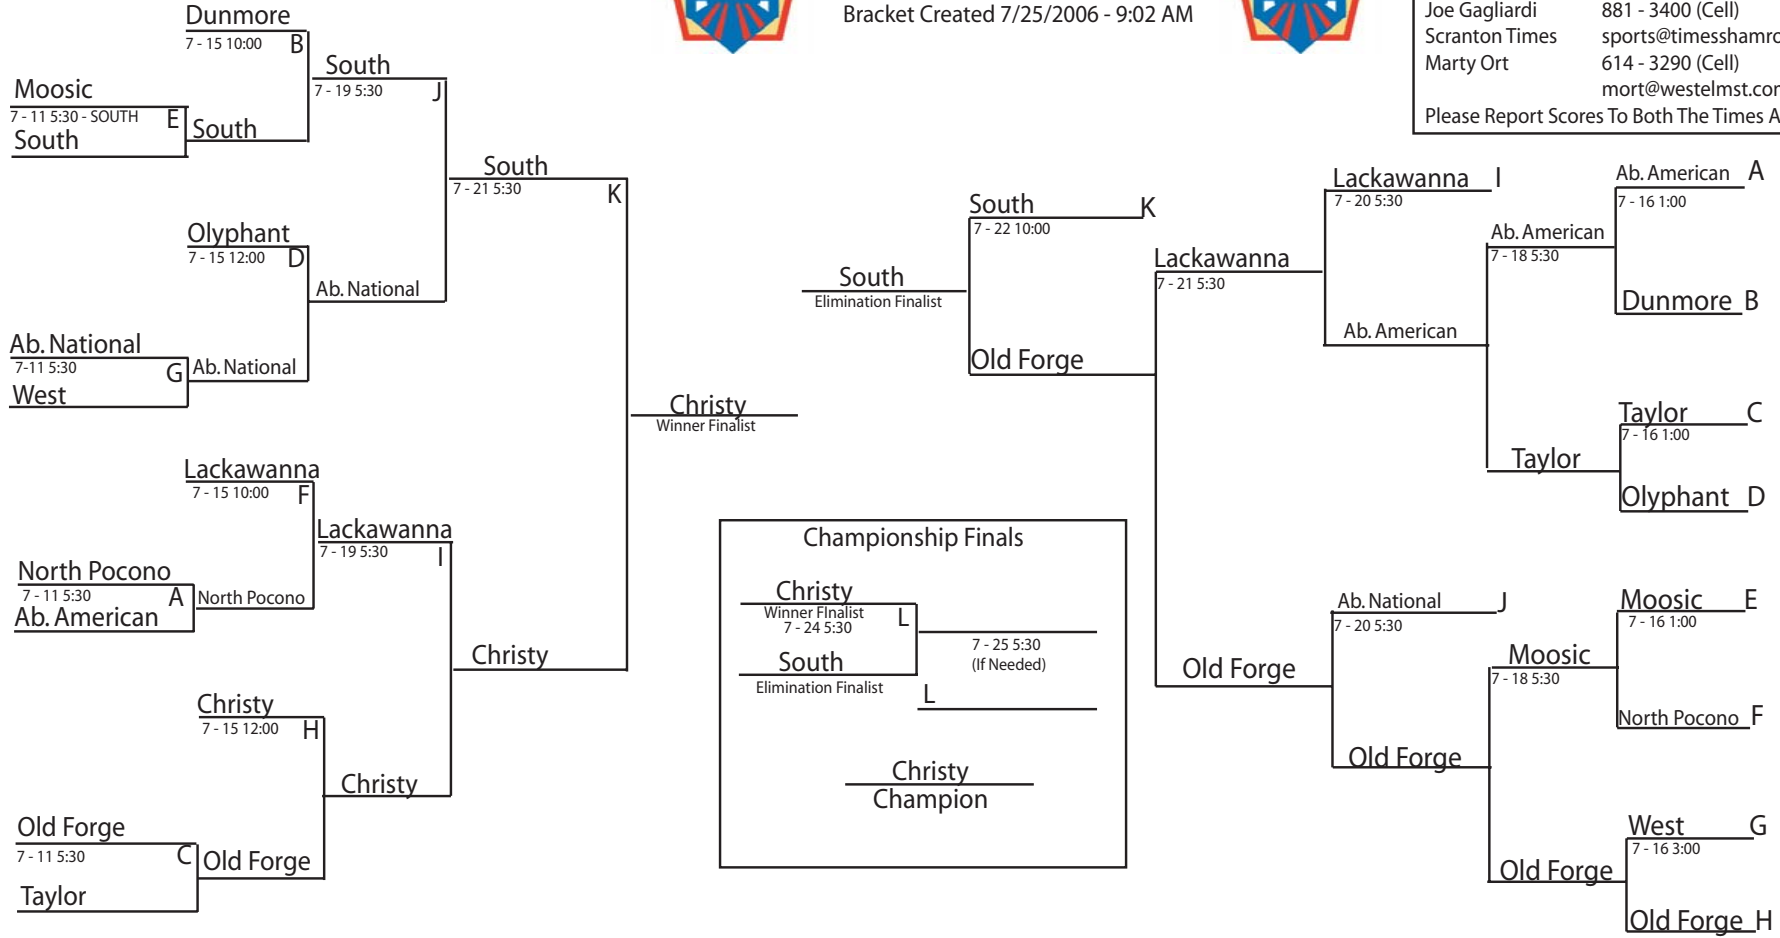 Bracket Created 7/25/2006 - 9:02 AM
Joe Gagliardi 881 - 3400 (Cell)
Scranton Times
Marty Ort 614 - 3290 (Cell)
Please Report Scores To Both The Times
Dunmore
7 - 15 10:00 B
Moosic
7 - 11 5:30 - SOUTH E
South
South
South
7 - 19 5:30 J
Olyphant
7 - 15 12:00 D
Ab. National
7-11 5:30 G
West
Ab. National
Ab. National
South
7 - 21 5:30 K
Lackawanna
7 - 15 10:00 F
North Pocono
7 - 11 5:30 A
Ab. American
North Pocono
Lackawanna
7 - 19 5:30 I
Christy
7 - 15 12:00 H
Old Forge
7 - 11 5:30 C
Taylor
Old Forge
Christy
Christy
Christy
Winner Finalist
South
Elimination Finalist
South K
7 - 22 10:00
Old Forge
Lackawanna
7 - 21 5:30
Old Forge
Lackawanna I
7 - 20 5:30
Ab. American
Ab. American
7 - 18 5:30
Taylor
Ab. American A
7 - 16 1:00
Dunmore B
Taylor C
7 - 16 1:00
Olyphant D
Ab. National J
7 - 20 5:30
Old Forge
Moosic
7 - 18 5:30
Old Forge
Moosic E
7 - 16 1:00
North Pocono F
West G
7 - 16 3:00
Old Forge H
Championship Finals
Christy
Winner FInalist L
7 - 24 5:30
South
Elimination Finalist
7 - 25 5:30
(If Needed)
L
Christy
Champion